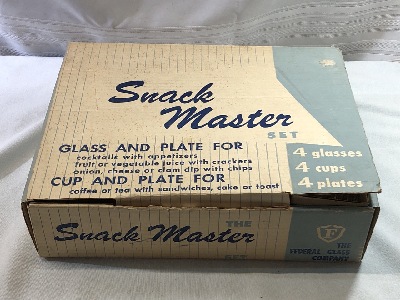 Snack
Master
SET
GLASS AND PLATE FOR
cocktails with appetizers
fruit or vegetable juice with crackers
onion, cheese or clam dip with chips
CUP AND PLATE FOR
coffee or tea with sandwiches, cake or toast
4 glasses
4 cups
4 plates
THE
Snack Master
SET
F
THE
FEDERAL GLASS
COMPANY